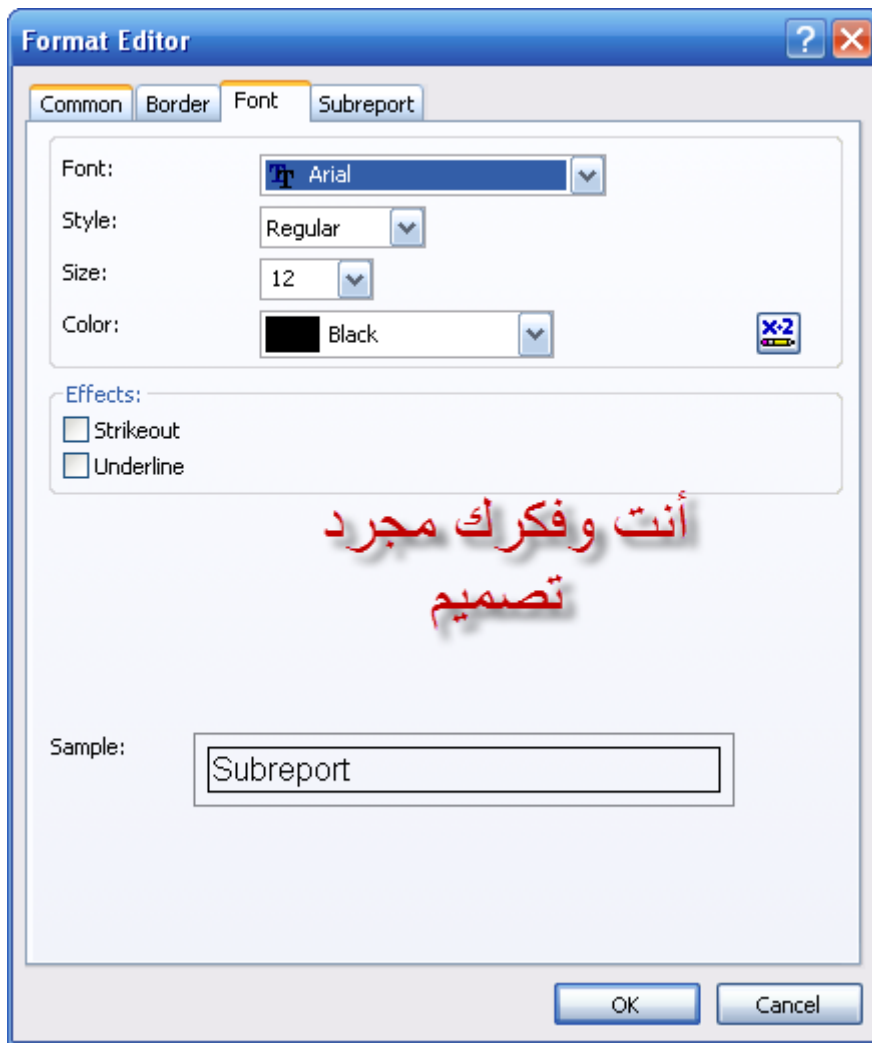 Format Editor
Common Border Font Subreport
Font: Arial
Style: Regular
Size: 12
Color: Black
X+2
Effects:
Strikeout
Underline
أنت وفكرك مجرد
تصميم
Sample: Subreport
OK Cancel